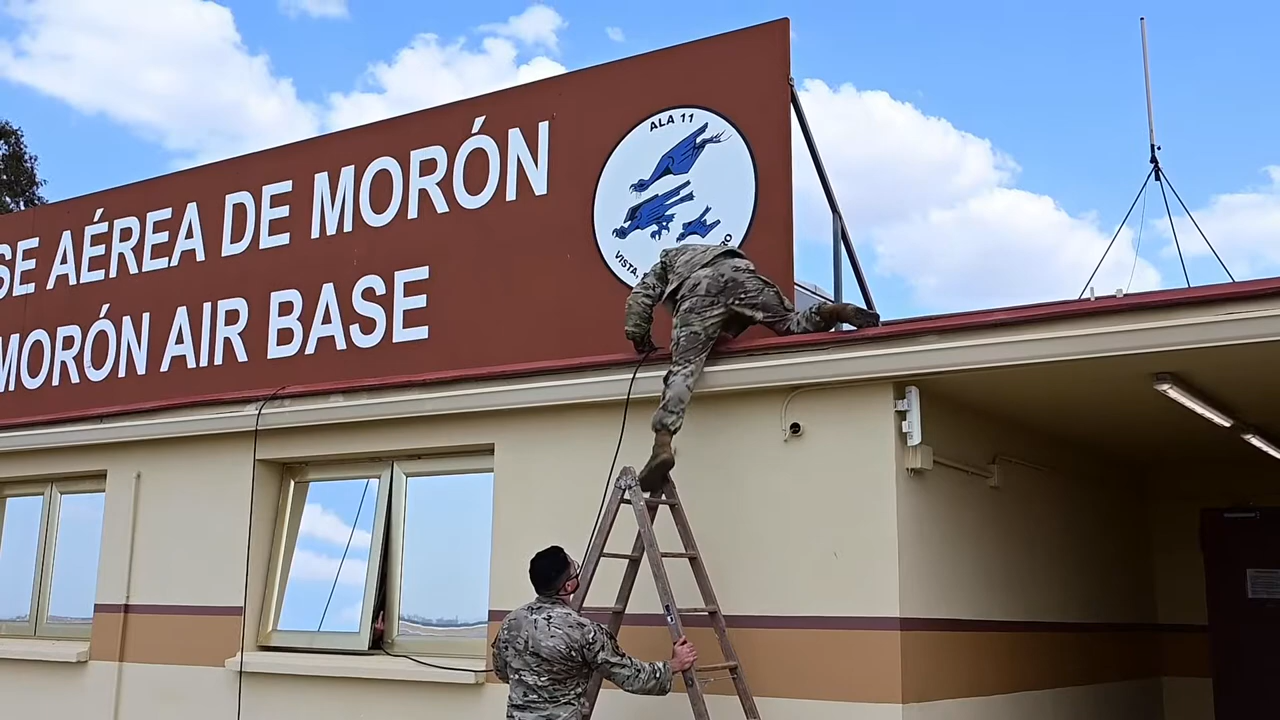 SE AÉREA DE MORÓN
MORÓN AIR BASE
ALA 11
VISTA,